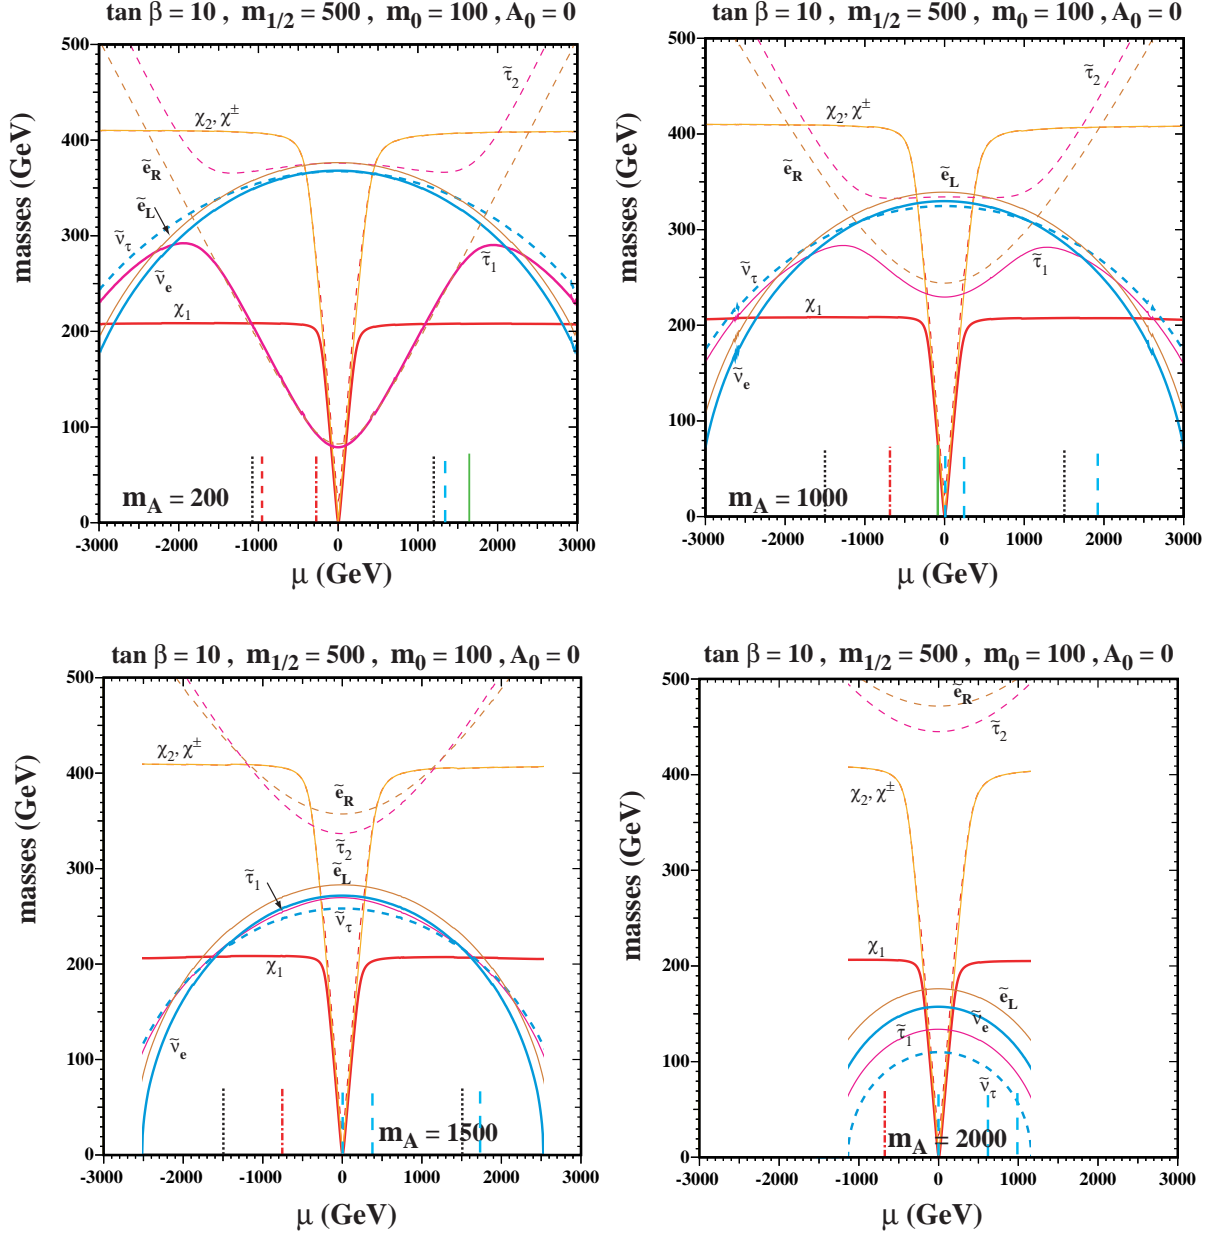 tan β = 10 , m1/2 = 500 , m0 = 100 , A0 = 0
masses (GeV)
500
400
300
200
100
0
χ2, χ±
τ̃2
ẽR
ẽL
ν̃τ
ν̃e
τ̃1
χ1
mA = 200
-3000 -2000 -1000 0 1000 2000 3000
μ (GeV)
tan β = 10 , m1/2 = 500 , m0 = 100 , A0 = 0
masses (GeV)
500
400
300
200
100
0
τ̃2
χ2, χ±
ẽR
ẽL
ν̃τ
τ̃1
χ1
ν̃e
mA = 1000
-3000 -2000 -1000 0 1000 2000 3000
μ (GeV)
tan β = 10 , m1/2 = 500 , m0 = 100 , A0 = 0
masses (GeV)
500
400
300
200
100
0
χ2, χ±
ẽR
τ̃2
ẽL
τ̃1
ν̃τ
χ1
ν̃e
mA = 1500
-3000 -2000 -1000 0 1000 2000 3000
μ (GeV)
tan β = 10 , m1/2 = 500 , m0 = 100 , A0 = 0
masses (GeV)
500
400
300
200
100
0
ẽR
τ̃2
χ2, χ±
χ1
ẽL
ν̃e
τ̃1
ν̃τ
mA = 2000
-3000 -2000 -1000 0 1000 2000 3000
μ (GeV)